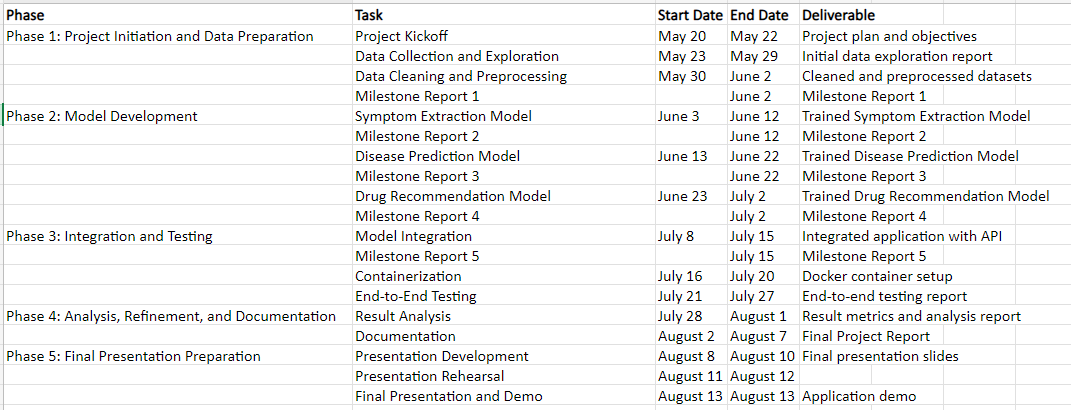 Phase Task Start Date End Date Deliverable
Phase 1: Project Initiation and Data Preparation Project Kickoff May 20 May 22 Project plan and objectives
Data Collection and Exploration May 23 May 29 Initial data exploration report
Data Cleaning and Preprocessing May 30 June 2 Cleaned and preprocessed datasets
Milestone Report 1 June 2 Milestone Report 1
Phase 2: Model Development Symptom Extraction Model June 3 June 12 Trained Symptom Extraction Model
Milestone Report 2 June 12 Milestone Report 2
Disease Prediction Model June 13 June 22 Trained Disease Prediction Model
Milestone Report 3 June 22 Milestone Report 3
Drug Recommendation Model June 23 July 2 Trained Drug Recommendation Model
Milestone Report 4 July 2 Milestone Report 4
Phase 3: Integration and Testing Model Integration July 8 July 15 Integrated application with API
Milestone Report 5 July 15 Milestone Report 5
Containerization July 16 July 20 Docker container setup
End-to-End Testing July 21 July 27 End-to-end testing report
Phase 4: Analysis, Refinement, and Documentation Result Analysis July 28 August 1 Result metrics and analysis report
Documentation August 2 August 7 Final Project Report
Phase 5: Final Presentation Preparation Presentation Development August 8 August 10 Final presentation slides
Presentation Rehearsal August 11 August 12
Final Presentation and Demo August 13 August 13 Application demo